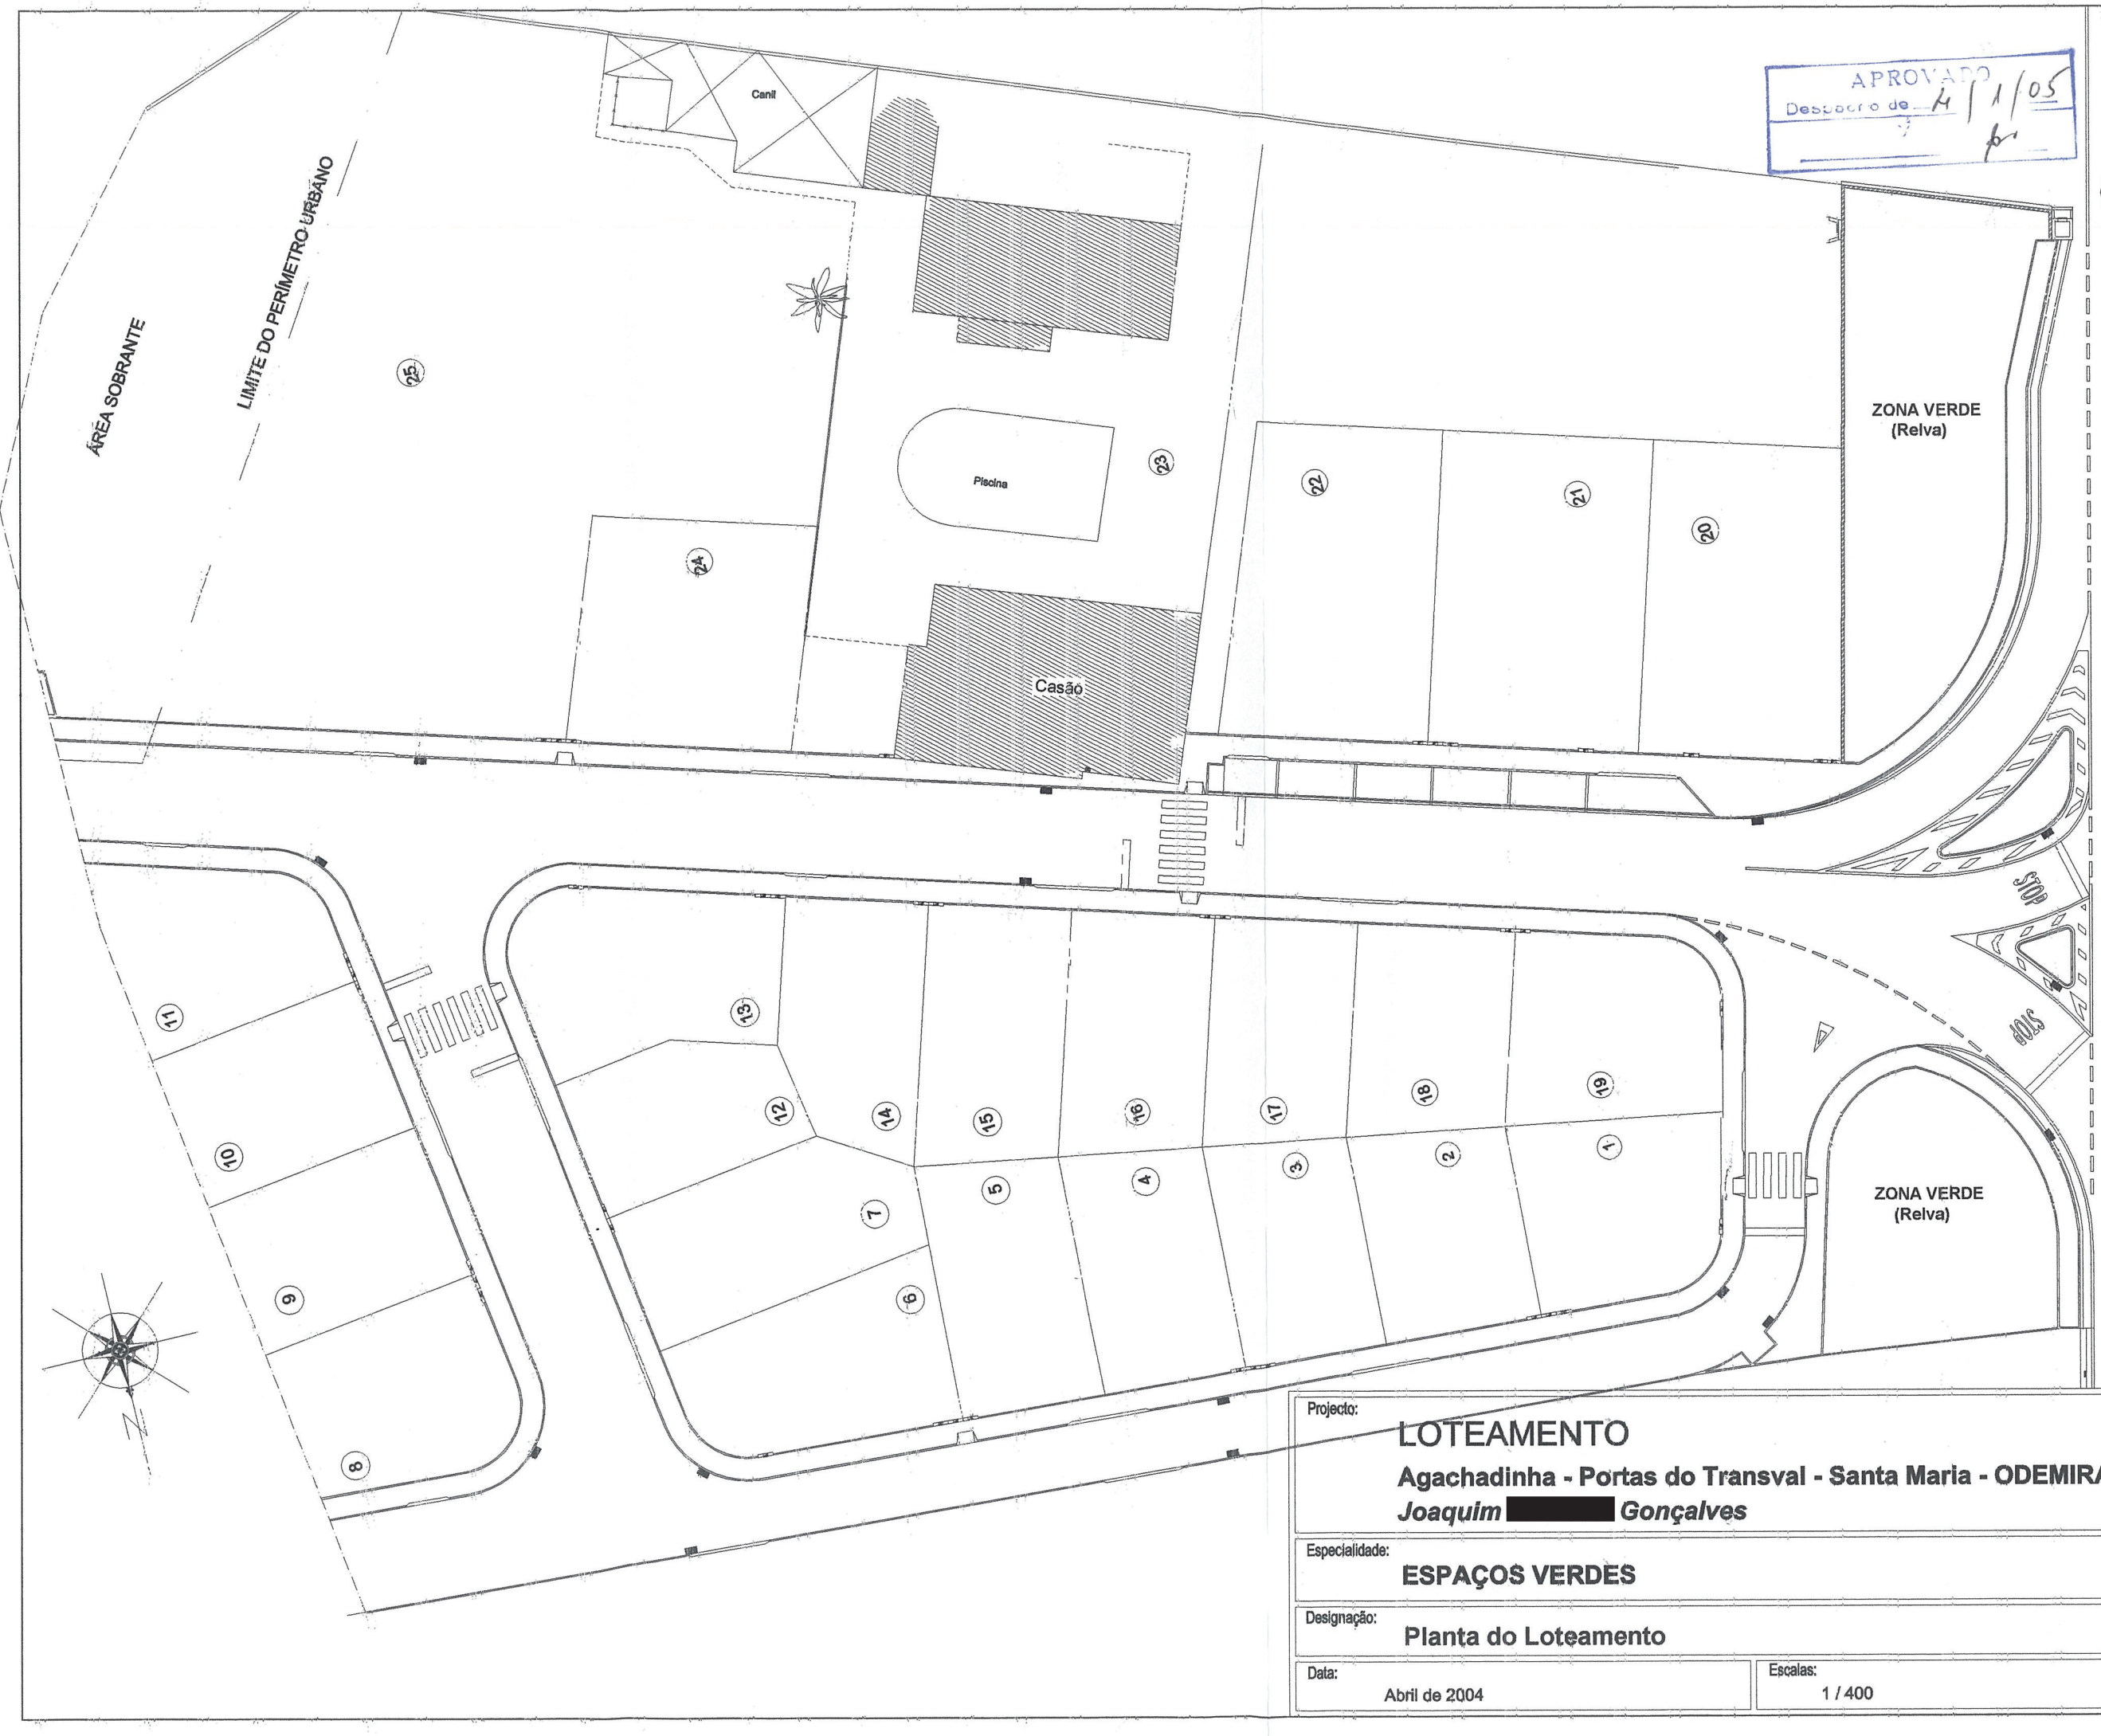 APROVADO
Despacho de 4/1/05
Canil
LIMITE DO PERÍMETRO URBANO
ÁREA SOBRANTE
25
ZONA VERDE
(Relva)
23
Piscina
22
21
20
24
Casão
STOP
STOP
11
13
10
12
14
15
16
17
18
19
9
7
5
4
3
2
1
6
8
ZONA VERDE
(Relva)
N
Projecto:
LOTEAMENTO
Agachadinha - Portas do Transval - Santa Maria - ODEMIRA
Joaquim Gonçalves
Especialidade:
ESPAÇOS VERDES
Designação:
Planta do Loteamento
Data:
Abril de 2004
Escalas:
1 / 400